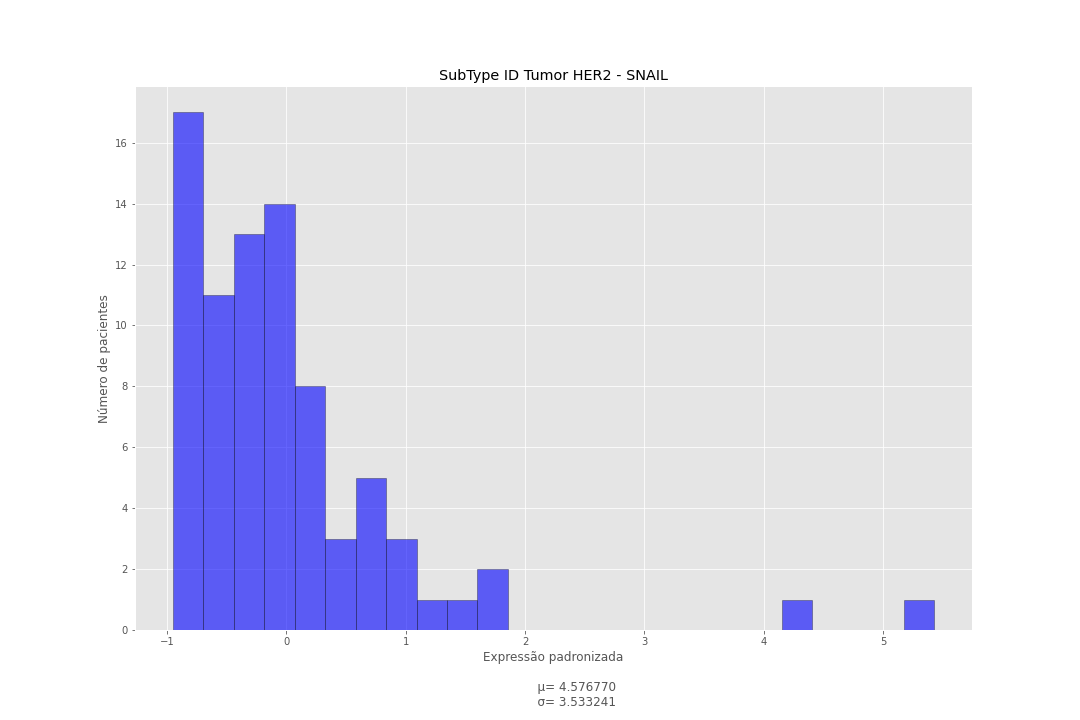 SubType ID Tumor HER2 - SNAIL
16
14
12
10
8
6
4
2
0
Número de pacientes
−1 0 1 2 3 4 5
Expressão padronizada
μ= 4.576770
σ= 3.533241